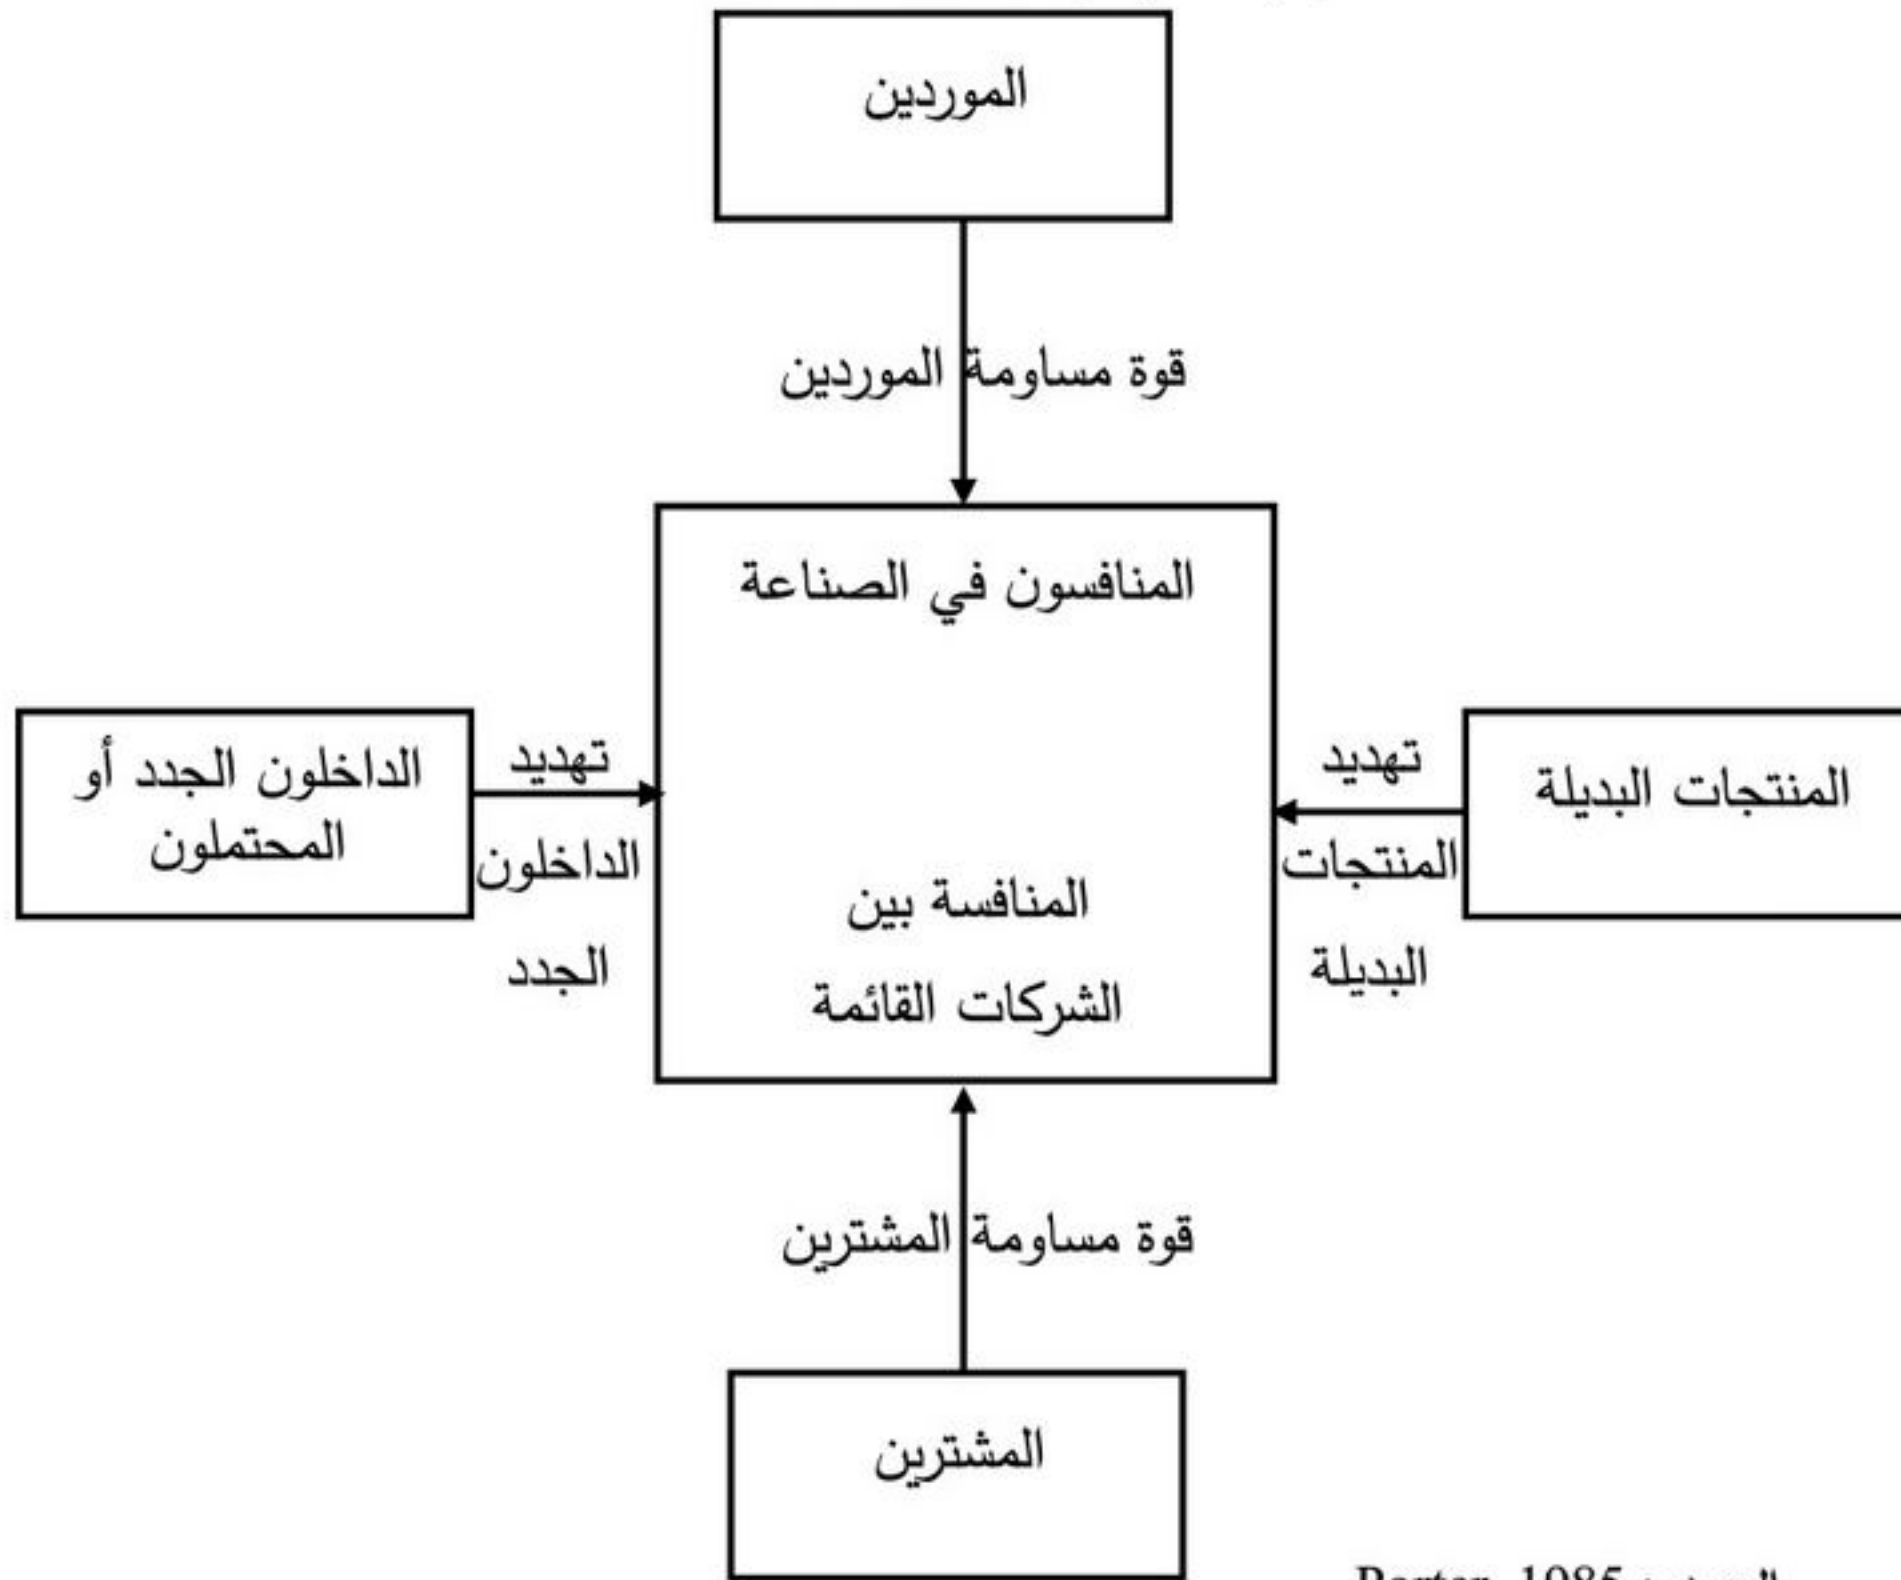 الموردين
قوة مساومة الموردين
المنافسون في الصناعة
المنافسة بين
الشركات القائمة
المنتجات البديلة
تهديد
المنتجات
البديلة
الداخلون الجدد أو
المحتملون
تهديد
الداخلون
الجدد
قوة مساومة المشترين
المشترين
Porter, 1985